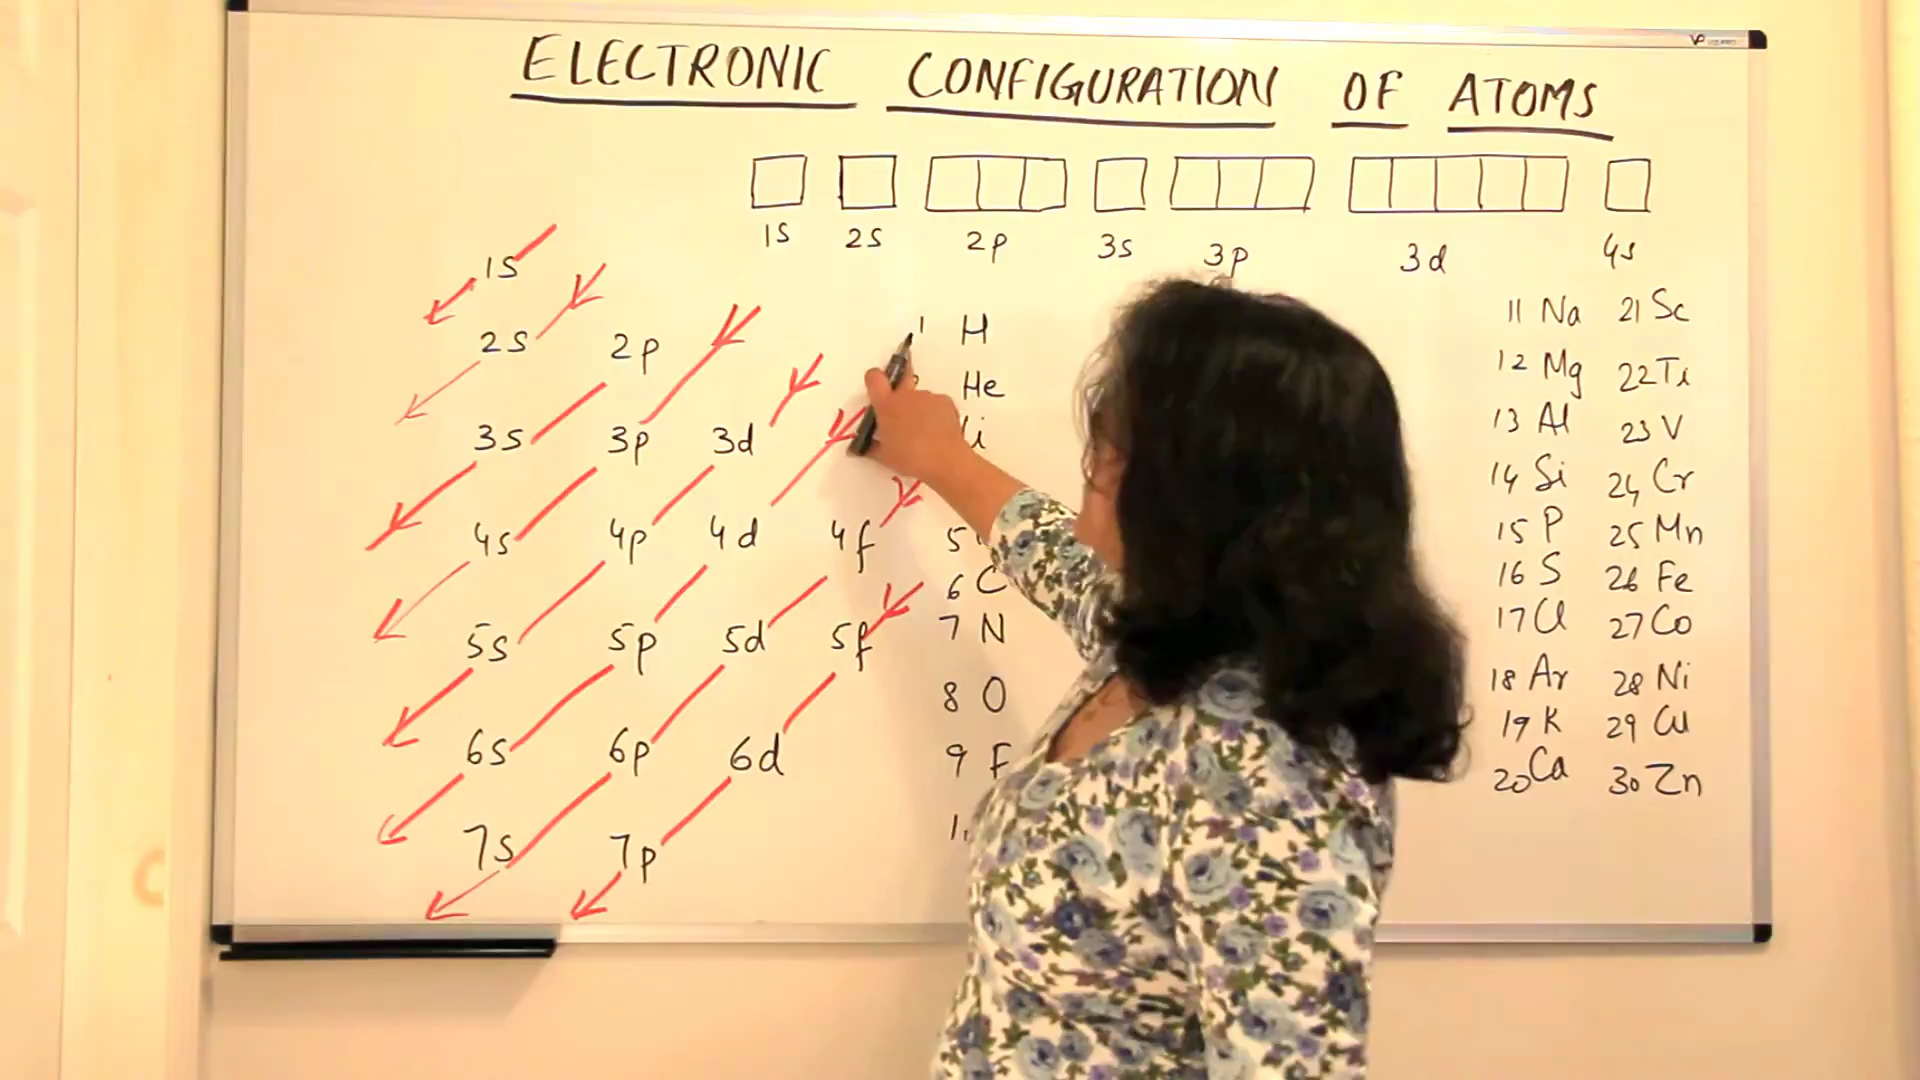 ELECTRONIC CONFIGURATION OF ATOMS
1s 2s 2p 3s 3p 3d 4s
1s
2s 2p
3s 3p 3d
4s 4p 4d 4f
5s 5p 5d 5f
6s 6p 6d
7s 7p
1 H
He
Li
5
6 C
7 N
8 O
9 F
11 Na
12 Mg
13 Al
14 Si
15 P
16 S
17 Cl
18 Ar
19 K
20 Ca
21 Sc
22 Ti
23 V
24 Cr
25 Mn
26 Fe
27 Co
28 Ni
29 Cu
30 Zn